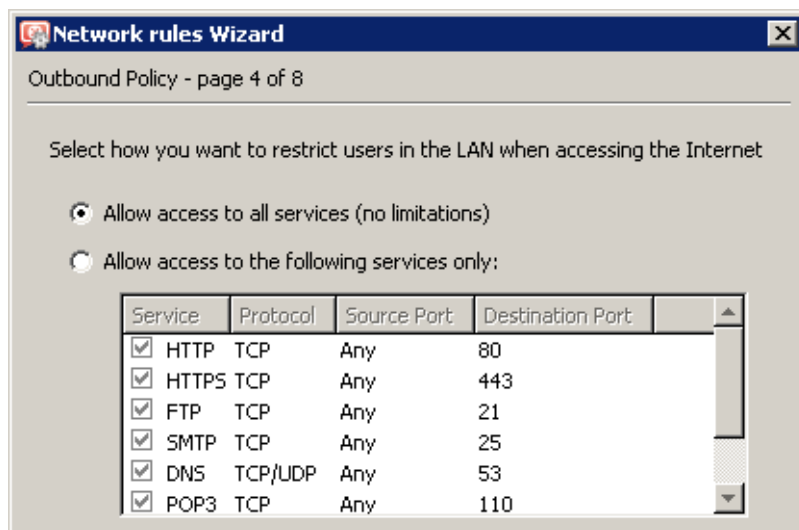 Network rules Wizard
Outbound Policy - page 4 of 8
Select how you want to restrict users in the LAN when accessing the Internet
Allow access to all services (no limitations)
Allow access to the following services only:
Service Protocol Source Port Destination Port
HTTP TCP Any 80
HTTPS TCP Any 443
FTP TCP Any 21
SMTP TCP Any 25
DNS TCP/UDP Any 53
POP3 TCP Any 110